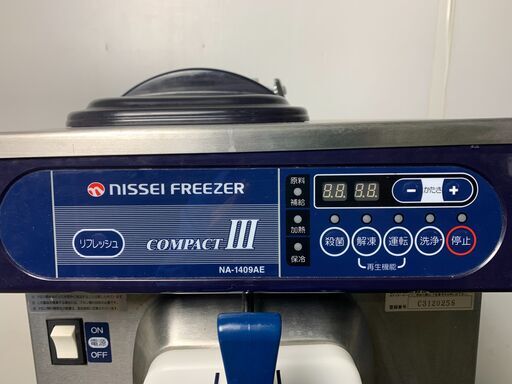 NISSEI FREEZER
原料
補給
加熱
保冷
88 88
− かたさ +
リフレッシュ
COMPACT III
NA-1409AE
殺菌 解凍 運転 洗浄 停止
再生機能
ON
電源
OFF
C312025S